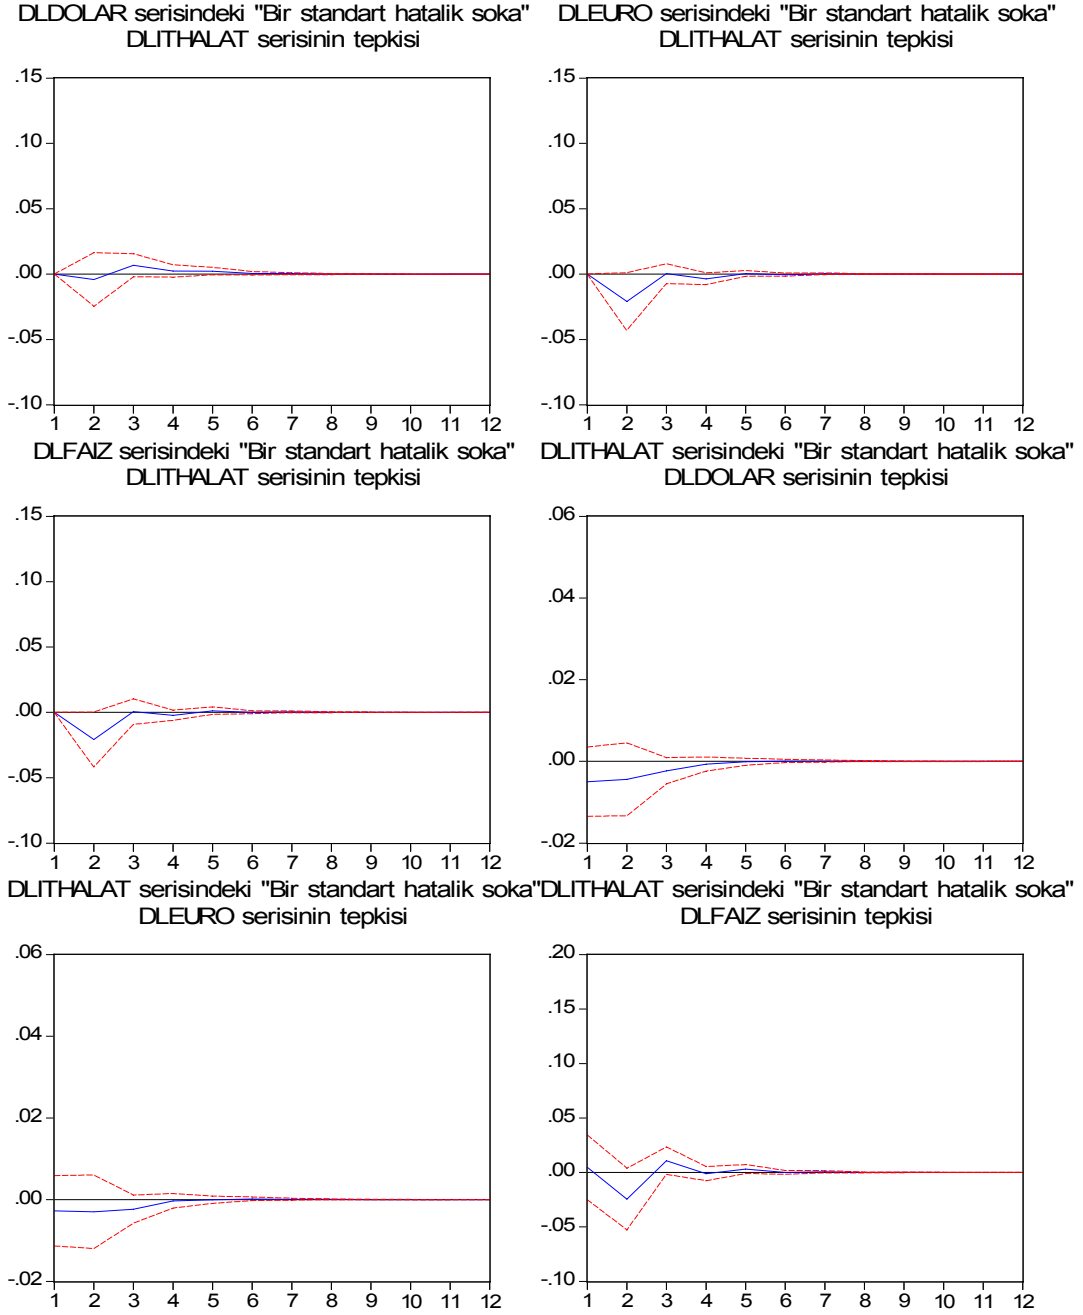 DLDOLAR serisindeki "Bir standart hatalik soka"
DLITHALAT serisinin tepkisi
.15
.10
.05
.00
-.05
-.10
1 2 3 4 5 6 7 8 9 10 11 12
DLEURO serisindeki "Bir standart hatalik soka"
DLITHALAT serisinin tepkisi
.15
.10
.05
.00
-.05
-.10
1 2 3 4 5 6 7 8 9 10 11 12
DLFAIZ serisindeki "Bir standart hatalik soka"
DLITHALAT serisinin tepkisi
.15
.10
.05
.00
-.05
-.10
1 2 3 4 5 6 7 8 9 10 11 12
DLITHALAT serisindeki "Bir standart hatalik soka"
DLDOLAR serisinin tepkisi
.06
.04
.02
.00
-.02
1 2 3 4 5 6 7 8 9 10 11 12
DLITHALAT serisindeki "Bir standart hatalik soka"
DLEURO serisinin tepkisi
.06
.04
.02
.00
-.02
1 2 3 4 5 6 7 8 9 10 11 12
DLITHALAT serisindeki "Bir standart hatalik soka"
DLFAIZ serisinin tepkisi
.20
.15
.10
.05
.00
-.05
-.10
1 2 3 4 5 6 7 8 9 10 11 12